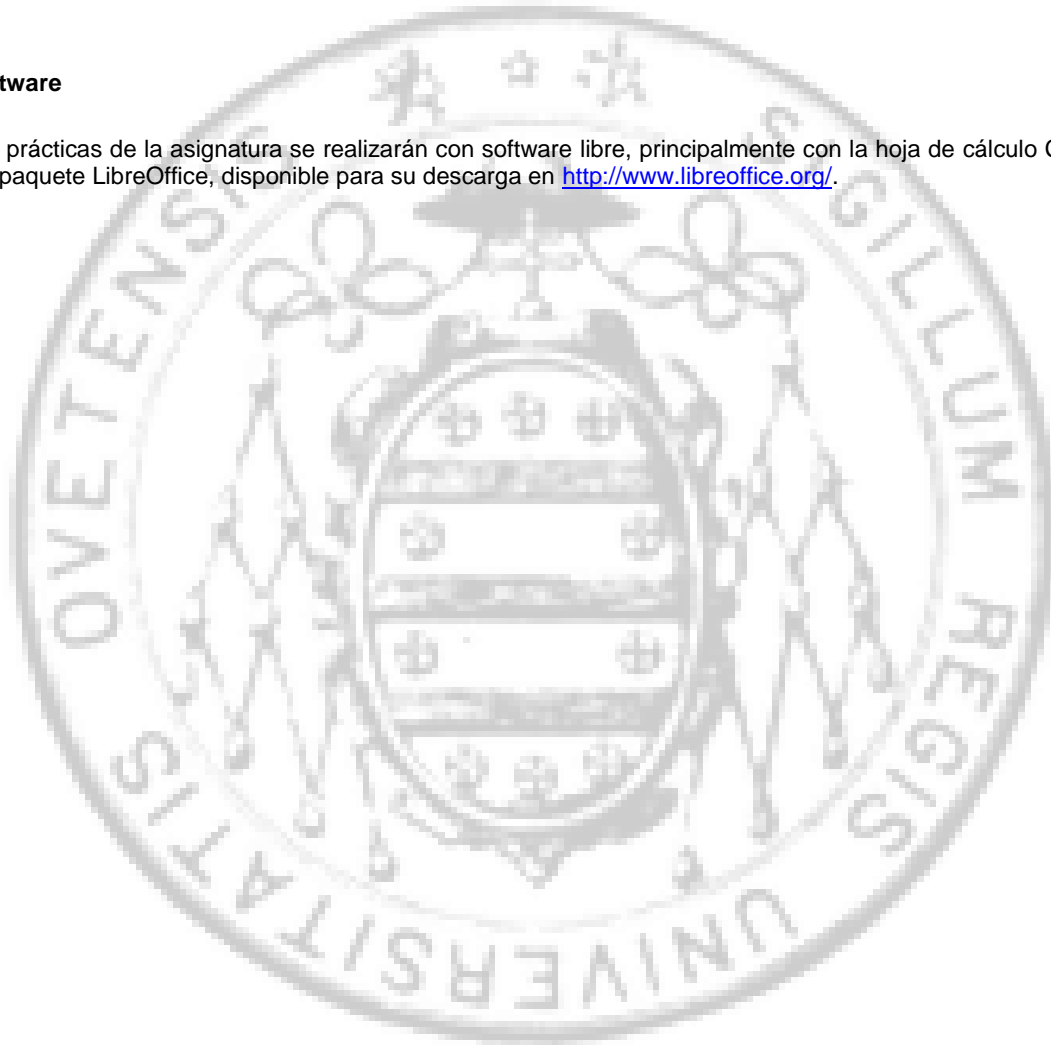 tware
prácticas de la asignatura se realizarán con software libre, principalmente con la hoja de cálculo
paquete LibreOffice, disponible para su descarga en http://www.libreoffice.org/.
SIGILLUM REGIS UNIVERSITATIS OVETENSIS